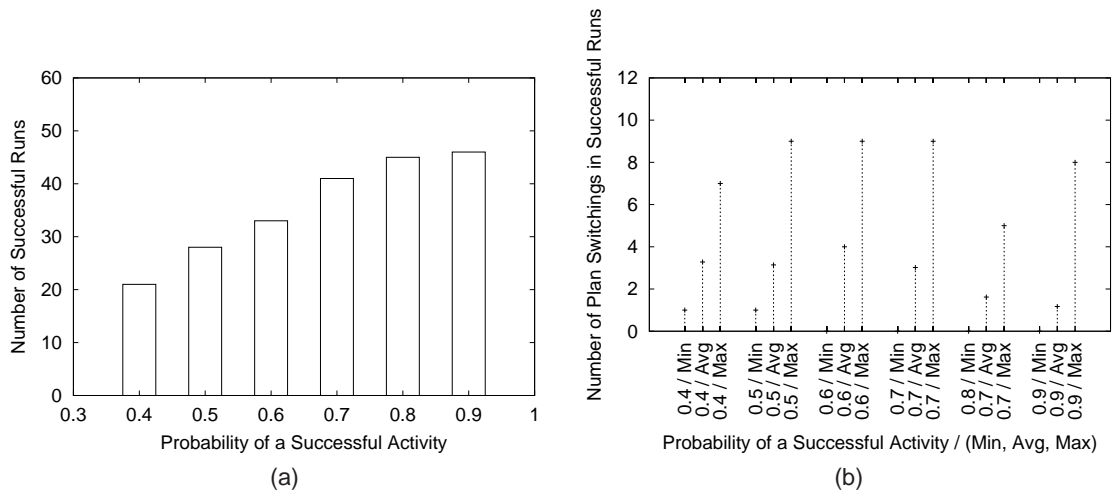 Number of Successful Runs
60
50
40
30
20
10
0
0.3 0.4 0.5 0.6 0.7 0.8 0.9 1
Probability of a Successful Activity
(a)
Number of Plan Switchings in Successful Runs
12
10
8
6
4
2
0
0.4 / Min
0.4 / Avg
0.4 / Max
0.5 / Min
0.5 / Avg
0.5 / Max
0.6 / Min
0.6 / Avg
0.6 / Max
0.7 / Min
0.7 / Avg
0.7 / Max
0.8 / Min
0.7 / Avg
0.7 / Max
0.9 / Min
0.9 / Avg
0.9 / Max
Probability of a Successful Activity / (Min, Avg, Max)
(b)